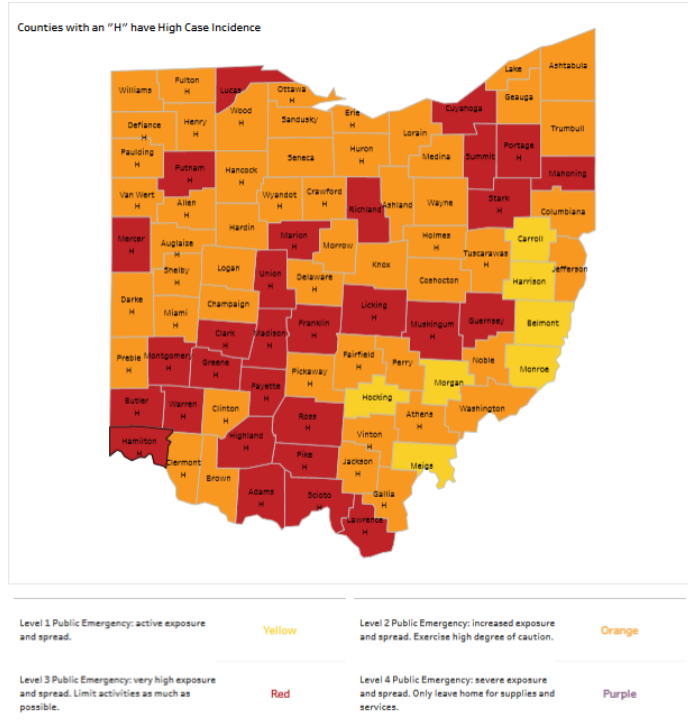 Counties with an "H" have High Case Incidence
Williams
Fulton
H
Lucas
Ottawa
H
Lake
Ashtabula
Geauga
Wood
H
Erie
H
Cuyahoga
Defiance
H
Henry
H
Sandusky
Lorain
Trumbull
Paulding
H
Putnam
H
Hancock
H
Seneca
Huron
H
Medina
Summit
Portage
H
Mahoning
Van Wert
H
Allen
H
Wyandot
H
Crawford
H
Richland
H
Ashland
Wayne
Stark
H
Columbiana
Mercer
H
Auglaize
H
Hardin
Marion
H
Morrow
Holmes
H
Tuscarawas
H
Carroll
Shelby
H
Logan
Union
H
Delaware
H
Knox
Coshocton
Harrison
Jefferson
Darke
H
Miami
H
Champaign
Licking
H
Clark
H
Madison
H
Franklin
H
Muskingum
H
Guernsey
H
Belmont
Preble
H
Montgomery
H
Greene
H
Fayette
H
Pickaway
H
Fairfield
H
Perry
Noble
H
Monroe
Butler
H
Warren
H
Clinton
H
Ross
H
Hocking
Morgan
Athens
H
Washington
Hamilton
H
Clermont
H
Brown
Highland
H
Pike
H
Vinton
H
Jackson
H
Meigs
Adams
H
Scioto
H
Gallia
H
Lawrence
H
Level 1 Public Emergency: active exposure
and spread.
Yellow
Level 2 Public Emergency: increased exposure
and spread. Exercise high degree of caution.
Orange
Level 3 Public Emergency: very high exposure
and spread. Limit activities as much as
possible.
Red
Level 4 Public Emergency: severe exposure
and spread. Only leave home for supplies and
services.
Purple